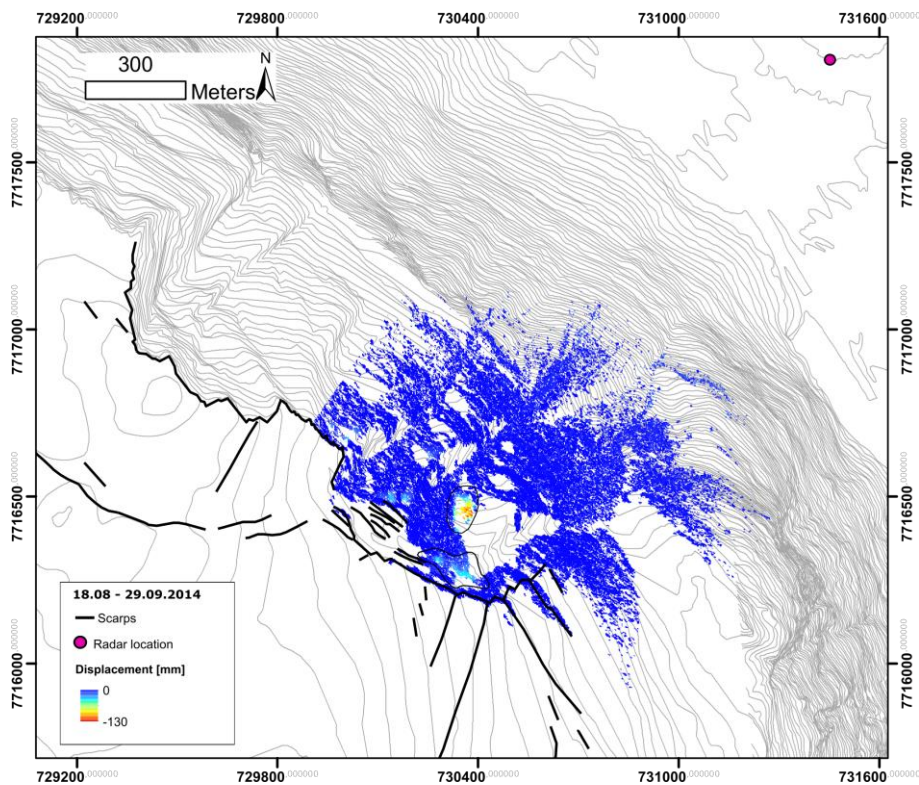 729200.000000 729800.000000 730400.000000 731000.000000 731600.000000
300
Meters
N
7717500.000000 7717500.000000
7717000.000000 7717000.000000
7716500.000000 7716500.000000
7716000.000000 7716000.000000
18.08 - 29.09.2014
Scarps
Radar location
Displacement [mm]
0
-130
729200.000000 729800.000000 730400.000000 731000.000000 731600.000000